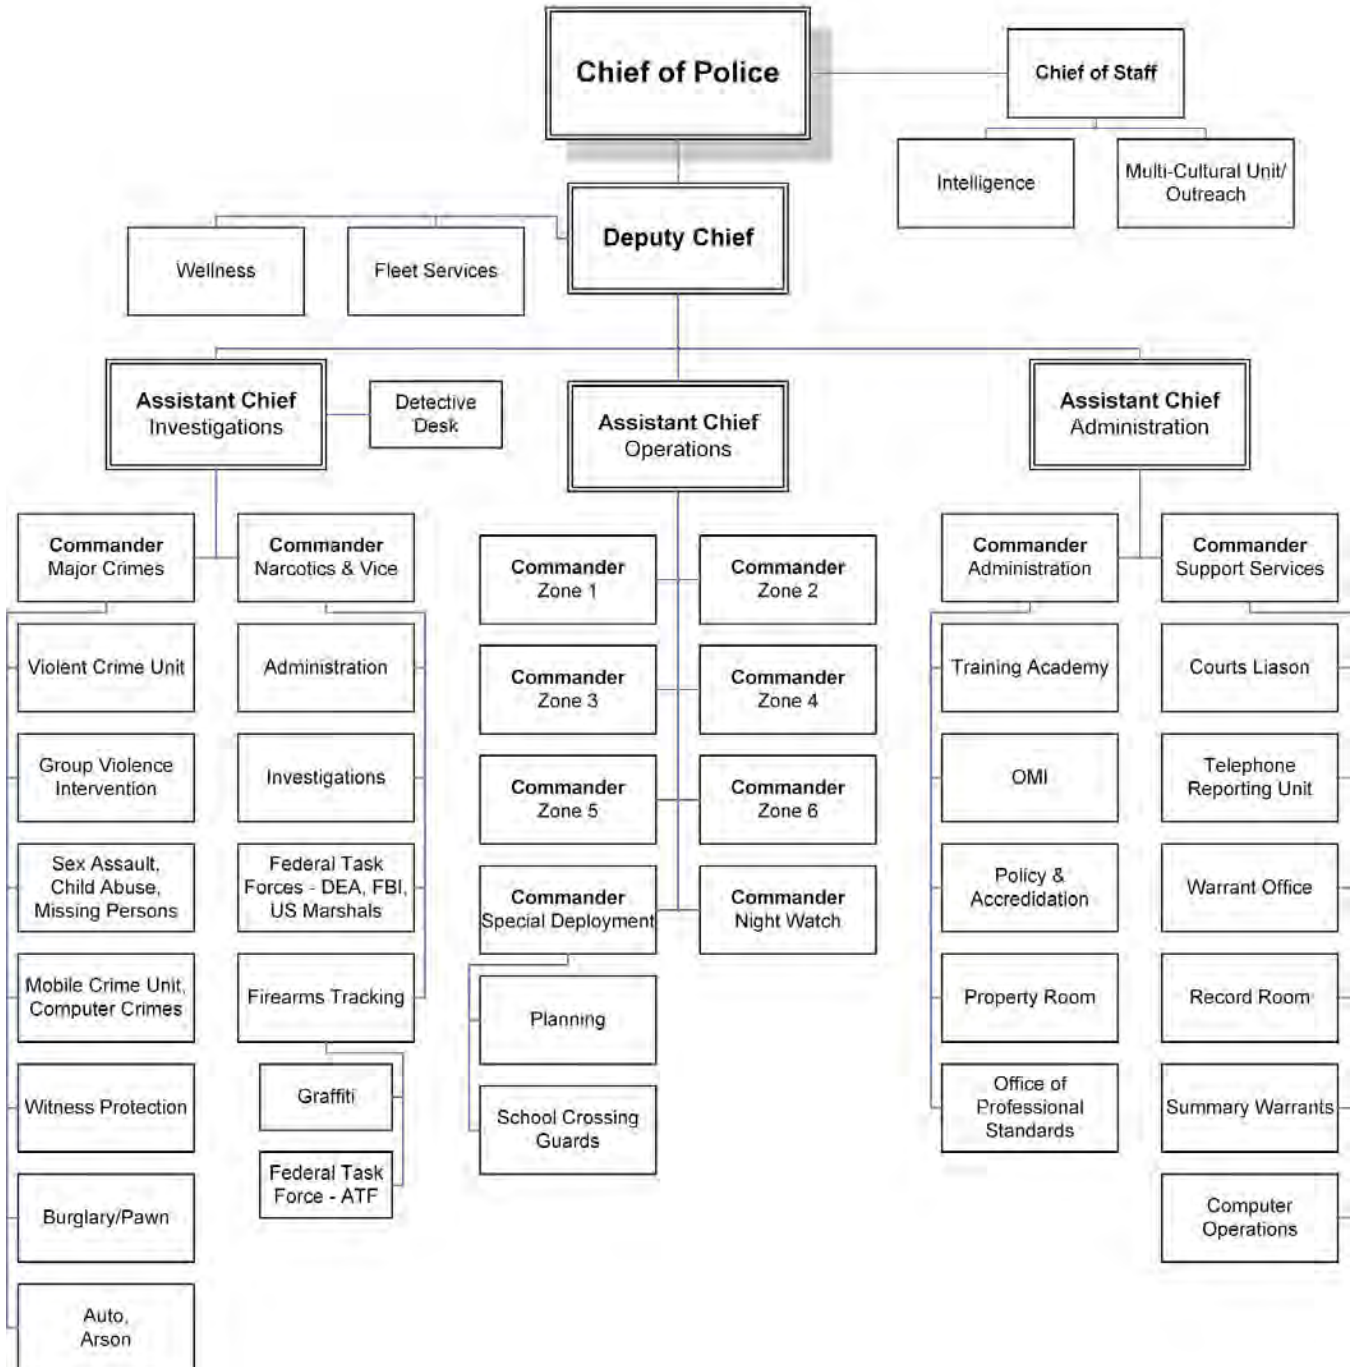 Chief of Police
Chief of Staff
Intelligence
Multi-Cultural Unit/
Outreach
Deputy Chief
Wellness
Fleet Services
Assistant Chief
Investigations
Detective
Desk
Assistant Chief
Operations
Assistant Chief
Administration
Commander
Major Crimes
Violent Crime Unit
Group Violence
Intervention
Sex Assault,
Child Abuse,
Missing Persons
Mobile Crime Unit,
Computer Crimes
Witness Protection
Burglary/Pawn
Auto,
Arson
Commander
Narcotics & Vice
Administration
Investigations
Federal Task
Forces - DEA, FBI,
US Marshals
Firearms Tracking
Graffiti
Federal Task
Force - ATF
Commander
Zone 1
Commander
Zone 2
Commander
Zone 3
Commander
Zone 4
Commander
Zone 5
Commander
Zone 6
Commander
Special Deployment
Commander
Night Watch
Planning
School Crossing
Guards
Commander
Administration
Training Academy
OMI
Policy &
Accredidation
Property Room
Office of
Professional
Standards
Commander
Support Services
Courts Liason
Telephone
Reporting Unit
Warrant Office
Record Room
Summary Warrants
Computer
Operations